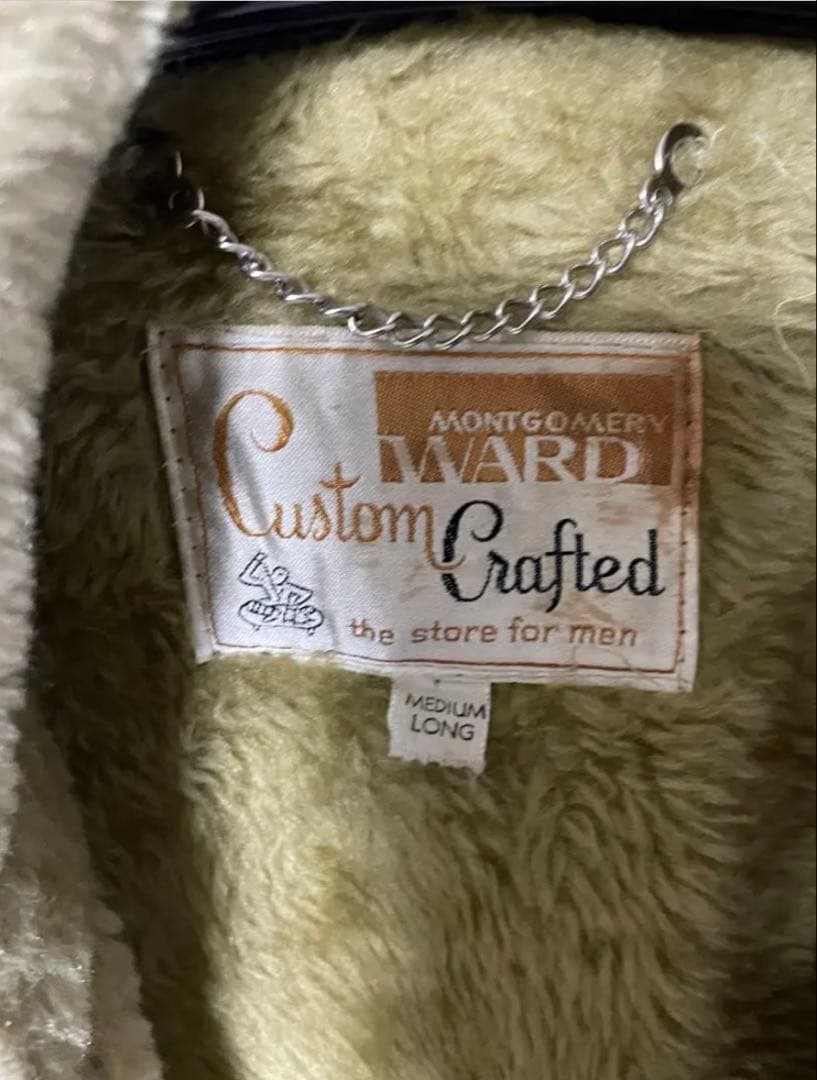 MONTGOMERY
WARD
Custom Crafted
the store for men
MEDIUM
LONG